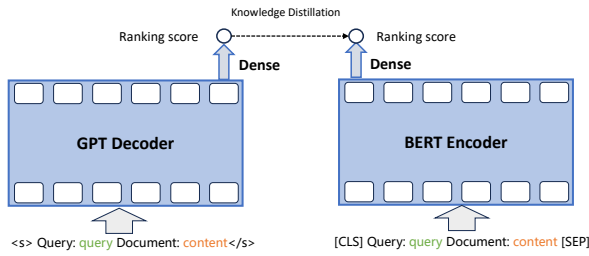 Knowledge Distillation
Ranking score
Ranking score
Dense
Dense
GPT Decoder
BERT Encoder
<s> Query: query Document: content</s>
[CLS] Query: query Document: content [SEP]